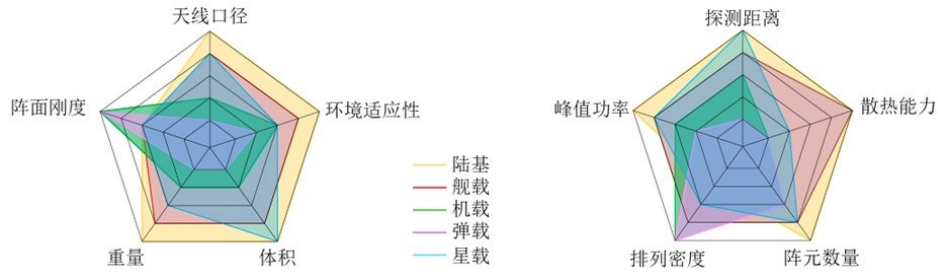 天线口径
阵面刚度
环境适应性
重量
体积
陆基
舰载
机载
弹载
星载
探测距离
峰值功率
散热能力
排列密度
阵元数量